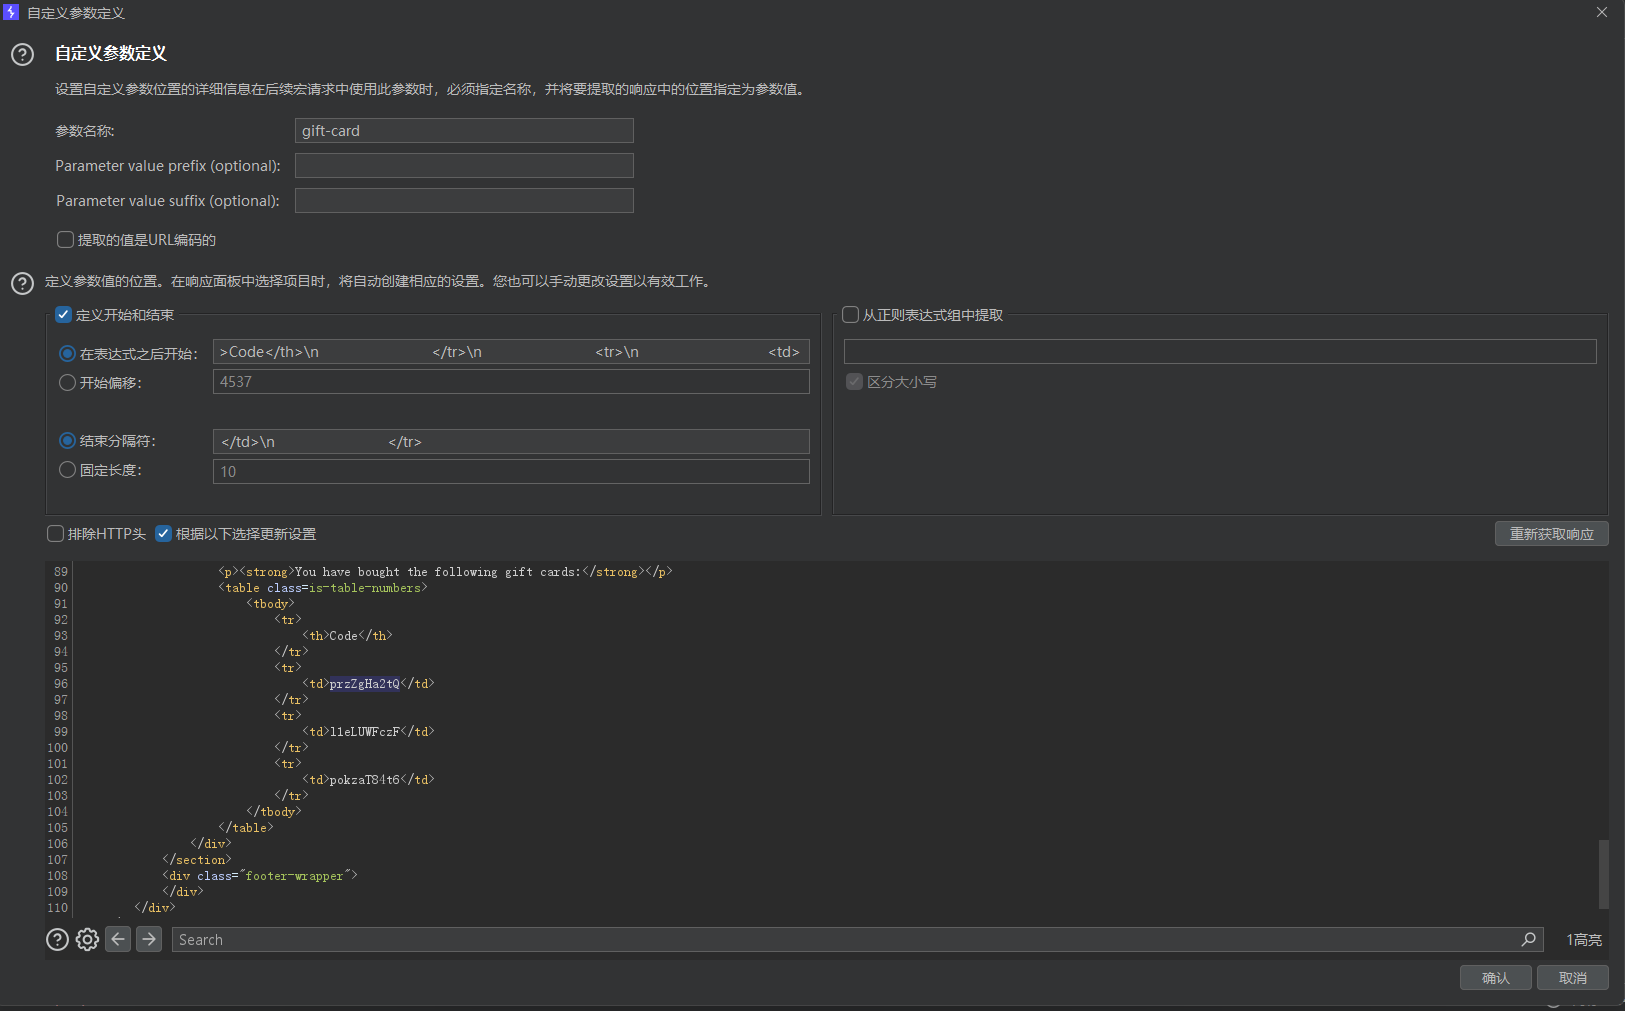 自定义参数定义
自定义参数定义
设置自定义参数位置的详细信息在后续宏请求中使用此参数时，必须指定名称，并将要提取的响应中的位置指定为参数值。
参数名称: gift-card
Parameter value prefix (optional):
Parameter value suffix (optional):
提取的值是URL编码的
定义参数值的位置。在响应面板中选择项目时，将自动创建相应的设置。您也可以手动更改设置以有效工作。
定义开始和结束
在表达式之后开始: >Code</th>\n </tr>\n <tr>\n <td>
开始偏移: 4537
结束分隔符: </td>\n </tr>
固定长度: 10
从正则表达式组中提取
区分大小写
排除HTTP头 根据以下选择更新设置 重新获取响应
89 <p><strong>You have bought the following gift cards:</strong></p>
90 <table class=is-table-numbers>
91 <tbody>
92 <tr>
93 <th>Code</th>
94 </tr>
95 <tr>
96 <td>przZgHa2tQ</td>
97 </tr>
98 <tr>
99 <td>l1eLUWFczF</td>
100 </tr>
101 <tr>
102 <td>pokzaT84t6</td>
103 </tr>
104 </tbody>
105 </table>
106 </div>
107 </section>
108 <div class="footer-wrapper">
109 </div>
110 </div>
Search 1高亮
确认 取消